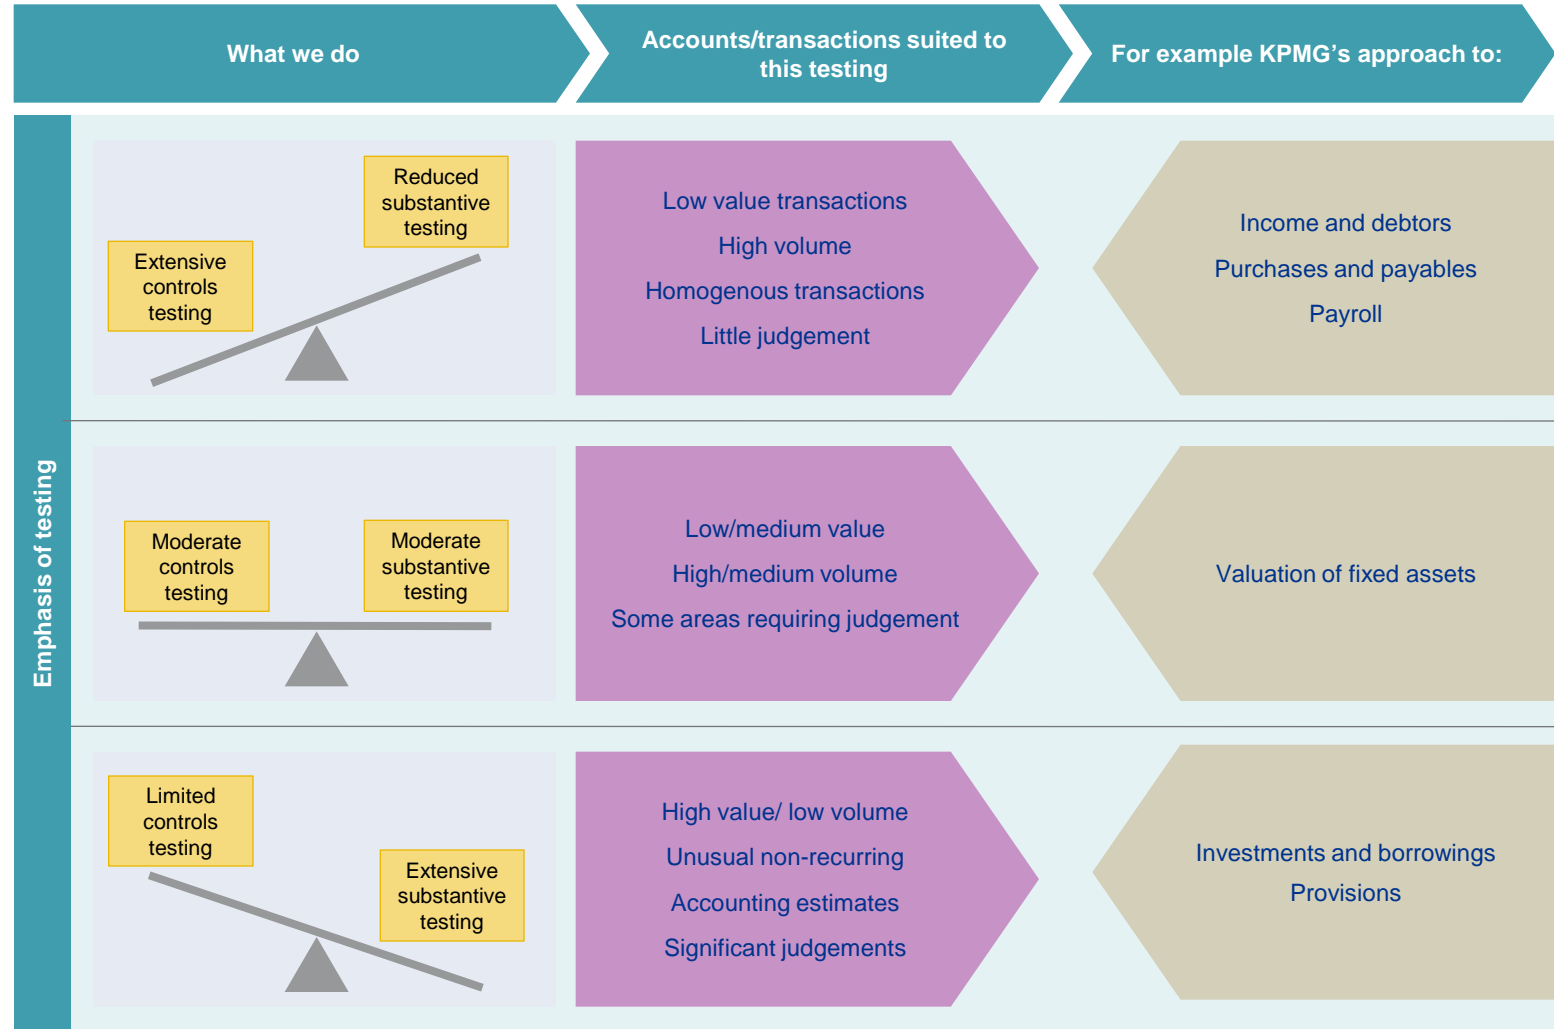 What we do
Accounts/transactions suited to
this testing
For example KPMG's approach to:
Emphasis of testing
Extensive
controls
testing
Reduced
substantive
testing
Low value transactions
High volume
Homogenous transactions
Little judgement
Income and debtors
Purchases and payables
Payroll
Moderate
controls
testing
Moderate
substantive
testing
Low/medium value
High/medium volume
Some areas requiring judgement
Valuation of fixed assets
Limited
controls
testing
Extensive
substantive
testing
High value/ low volume
Unusual non-recurring
Accounting estimates
Significant judgements
Investments and borrowings
Provisions